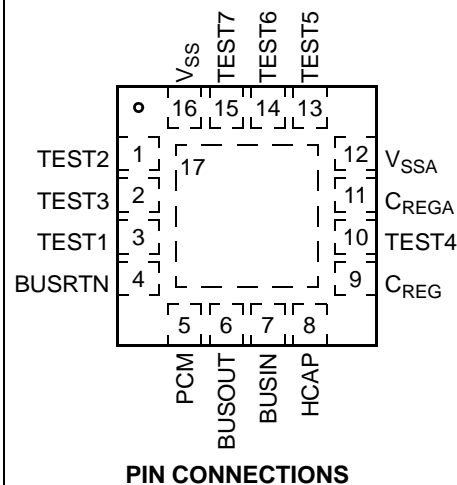 VSS
TEST7
TEST6
TEST5
16
15
14
13
TEST2 1
17
12 VSSA
TEST3 2
11 CREGA
TEST1 3
10 TEST4
BUSRTN 4
9 CREG
5
6
7
8
PCM
BUSOUT
BUSIN
HCAP
PIN CONNECTIONS